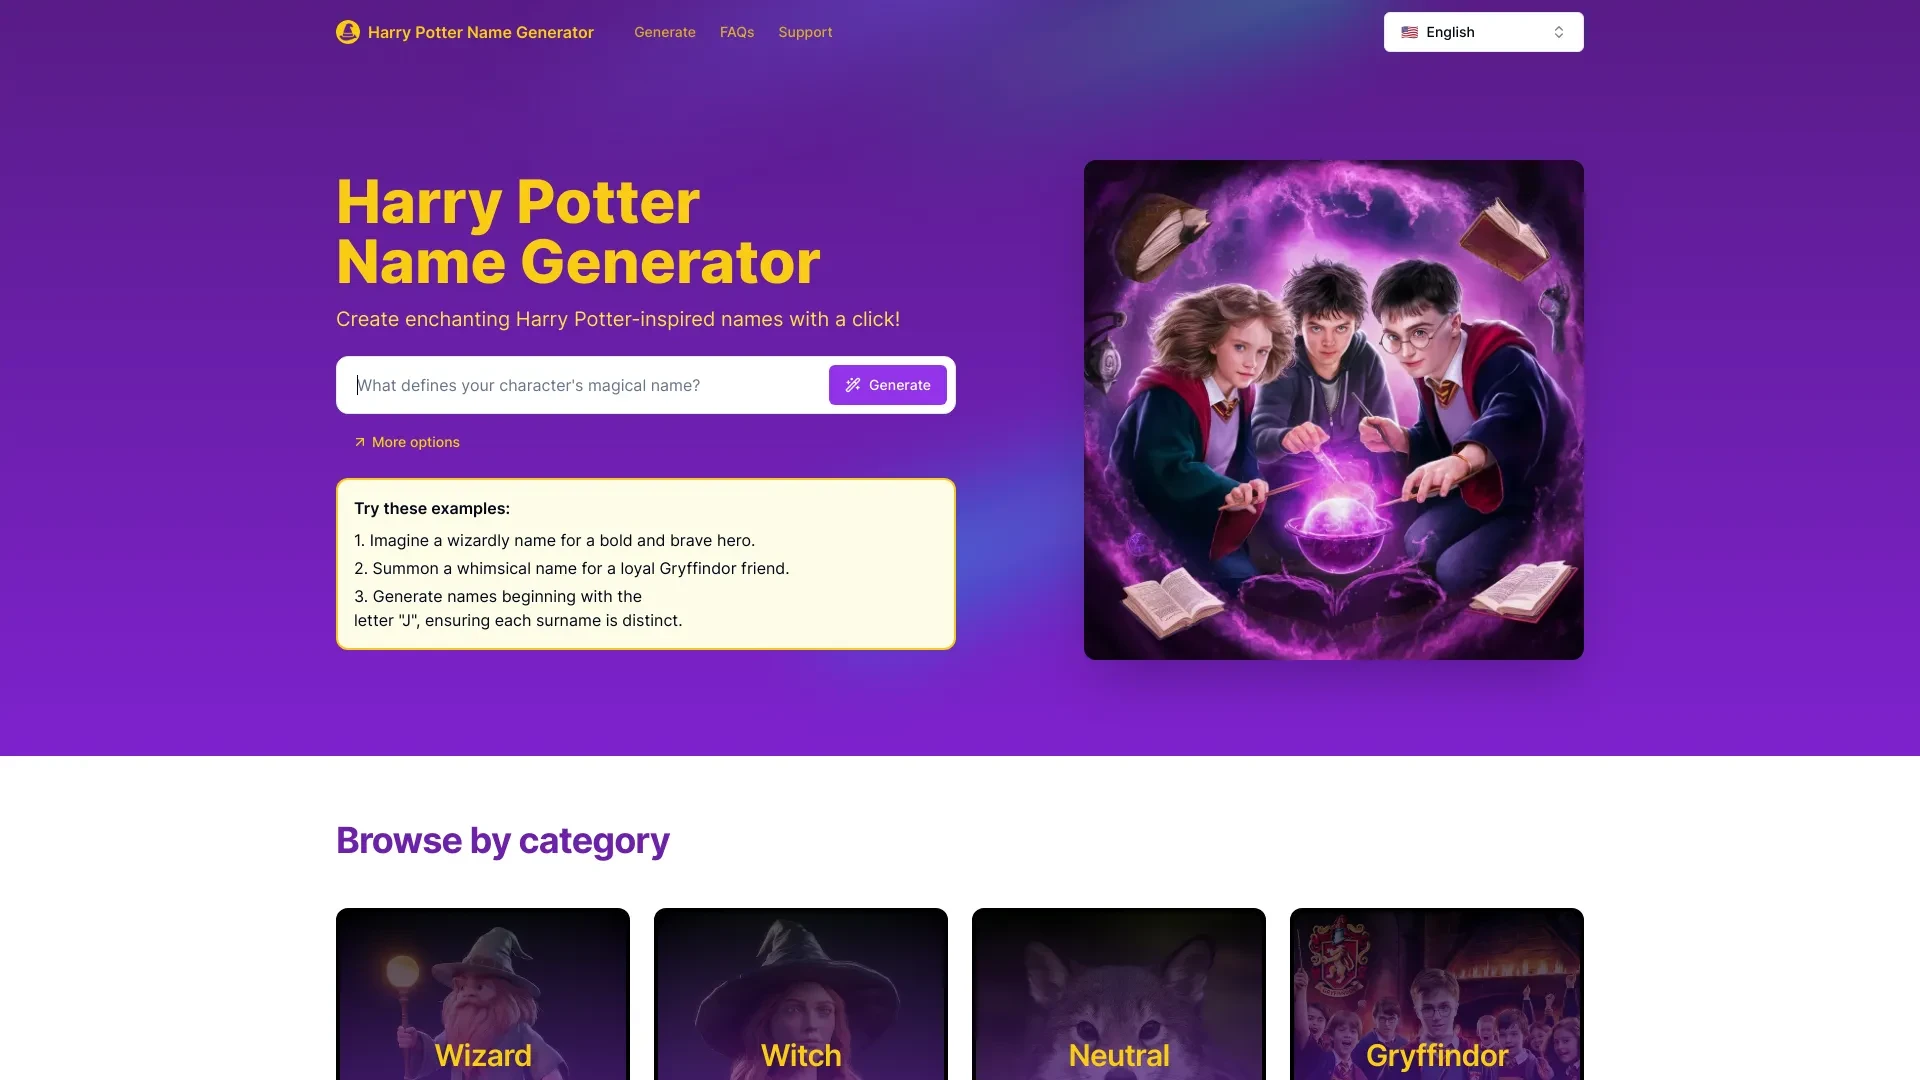 Harry Potter Name Generator
Generate
FAQs
Support
English
Harry Potter
Name Generator
Create enchanting Harry Potter-inspired names with a click!
What defines your character's magical name?
Generate
More options
Try these examples:
1. Imagine a wizardly name for a bold and brave hero.
2. Summon a whimsical name for a loyal Gryffindor friend.
3. Generate names beginning with the
letter "J", ensuring each surname is distinct.
Browse by category
Wizard
Witch
Neutral
Gryffindor